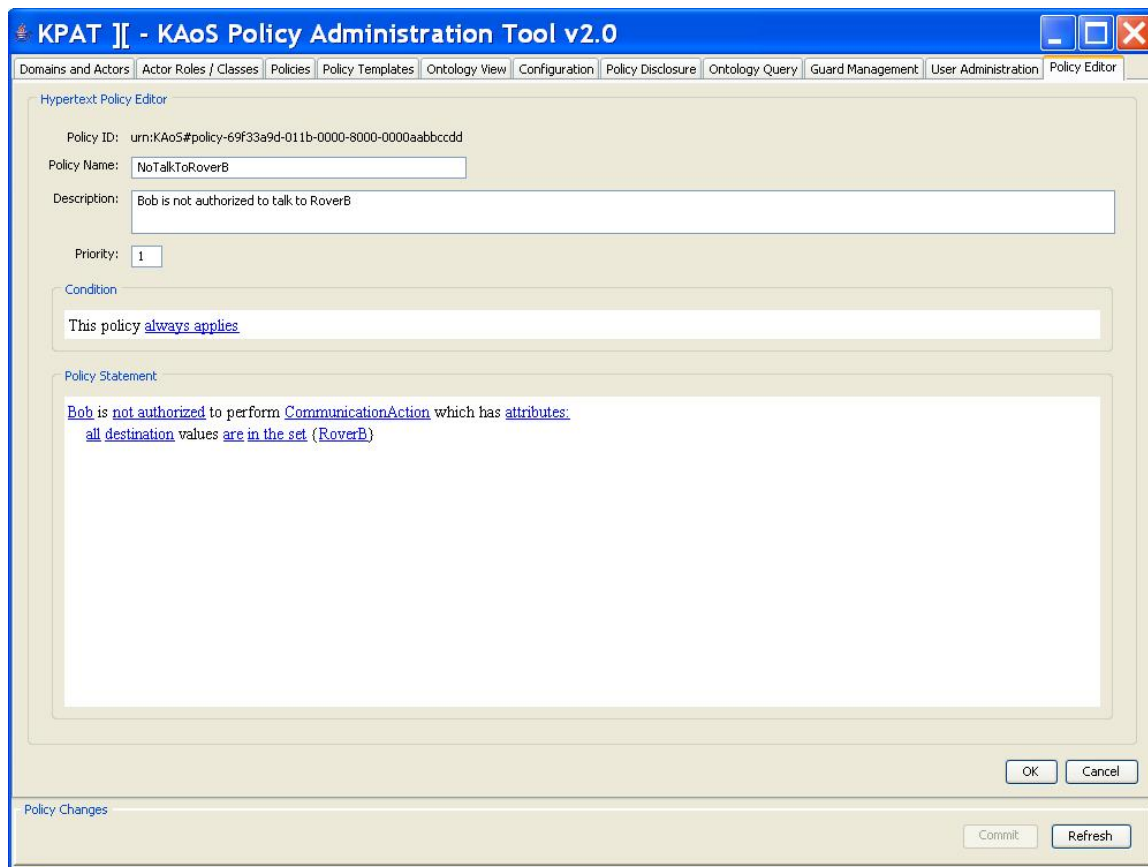 KPAT ][ - KAoS Policy Administration Tool v2.0
Domains and Actors Actor Roles / Classes Policies Policy Templates Ontology View Configuration Policy Disclosure Ontology Query Guard Management User Administration Policy Editor
Hypertext Policy Editor
Policy ID: urn:KAoS#policy-69f33a9d-011b-0000-8000-0000aabbccdd
Policy Name: NoTalkToRoverB
Description: Bob is not authorized to talk to RoverB
Priority: 1
Condition
This policy always applies
Policy Statement
Bob is not authorized to perform CommunicationAction which has attributes:
all destination values are in the set {RoverB}
OK Cancel
Policy Changes
Commit Refresh